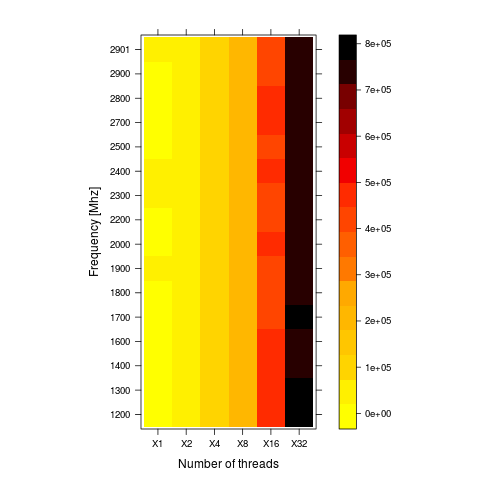 Frequency [Mhz]
2901
2900
2800
2700
2500
2400
2300
2200
2000
1900
1800
1700
1600
1400
1300
1200
X1 X2 X4 X8 X16 X32
Number of threads
8e+05
7e+05
6e+05
5e+05
4e+05
3e+05
2e+05
1e+05
0e+00